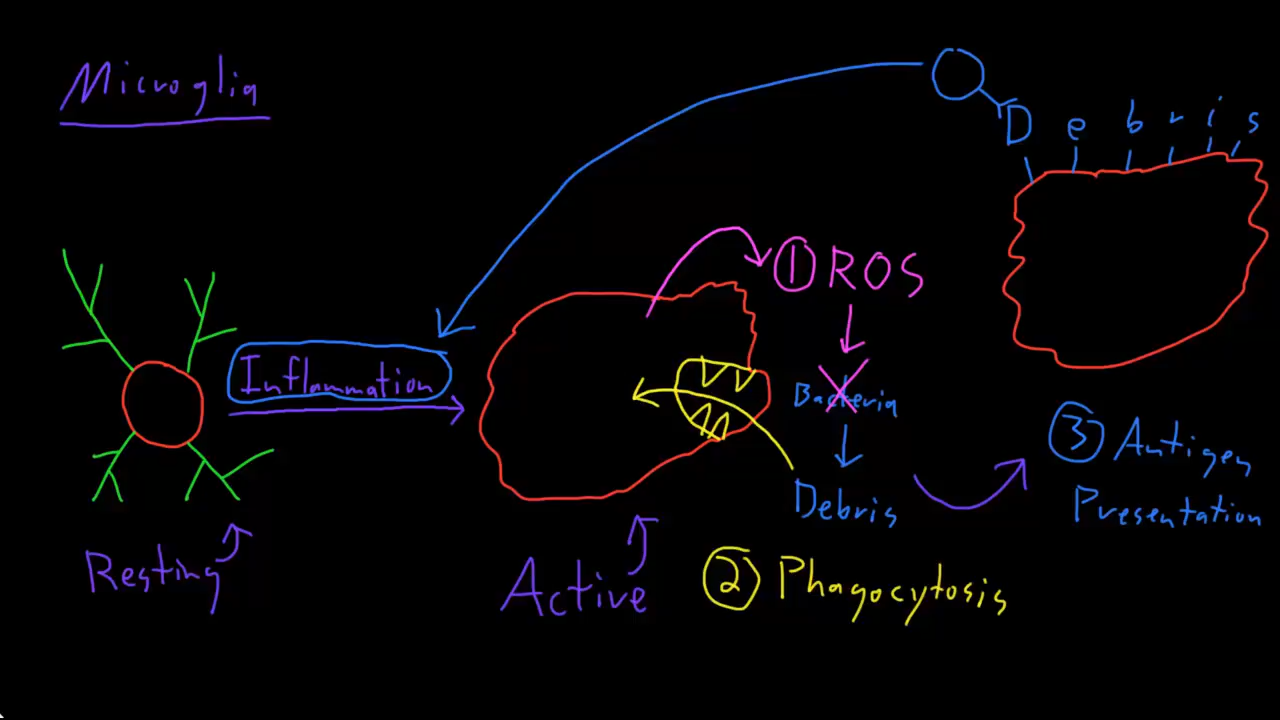 Microglia
Debris
① ROS
Inflammation
Bacteria
③ Antigen
Presentation
Debris
Resting
Active
② Phagocytosis